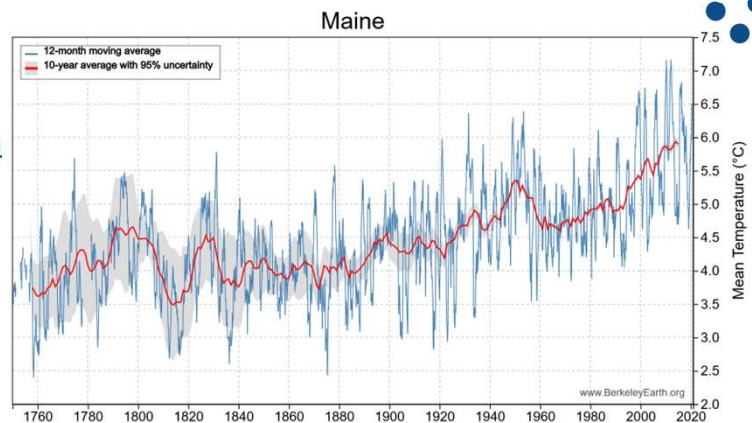 Maine
12-month moving average
10-year average with 95% uncertainty
7.5
7.0
6.5
6.0
5.5
5.0
4.5
4.0
3.5
3.0
2.5
2.0
Mean Temperature (°C)
www.BerkeleyEarth.org
1760 1780 1800 1820 1840 1860 1880 1900 1920 1940 1960 1980 2000 2020